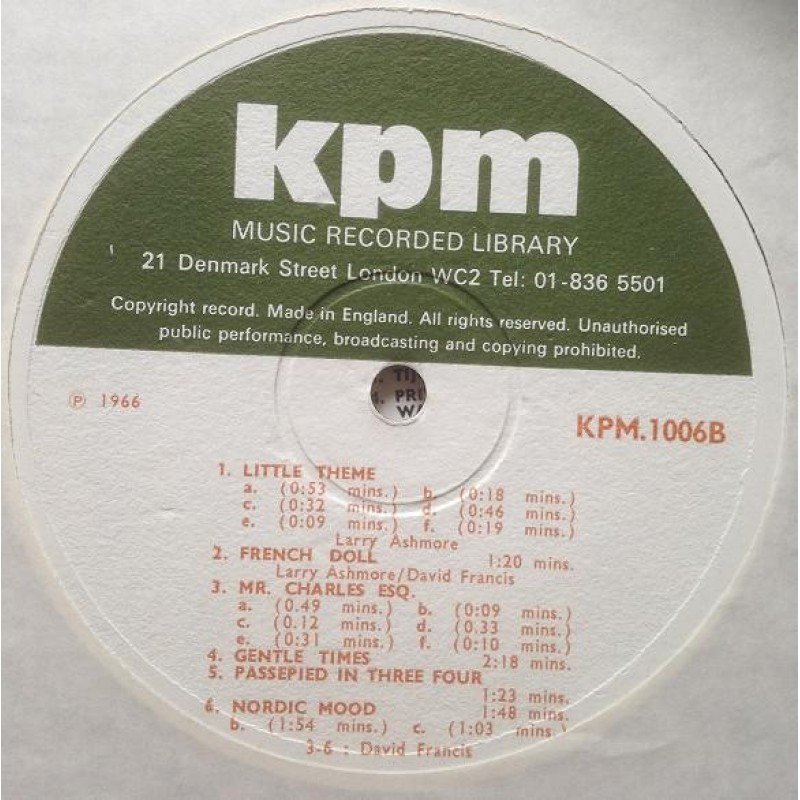 kpm
MUSIC RECORDED LIBRARY
21 Denmark Street London WC2 Tel: 01-836 5501
Copyright record. Made in England. All rights reserved. Unauthorised
public performance, broadcasting and copying prohibited.
Ⓟ 1966
KPM.1006B
1. LITTLE THEME
a. (0:53 mins.) b. (0:18 mins.)
c. (0:32 mins.) d. (0:46 mins.)
e. (0:09 mins.) f. (0:19 mins.)
Larry Ashmore
2. FRENCH DOLL 1:20 mins.
Larry Ashmore/David Francis
3. MR. CHARLES ESQ.
a. (0.49 mins.) b. (0:09 mins.)
c. (0.12 mins.) d. (0.33 mins.)
e. (0:31 mins.) f. (0:10 mins.)
4. GENTLE TIMES 2:18 mins.
5. PASSEPIED IN THREE FOUR
1:23 mins.
6. NORDIC MOOD 1:48 mins.
b. (1:54 mins.) c. (1:03 mins.)
3-6 : David Francis